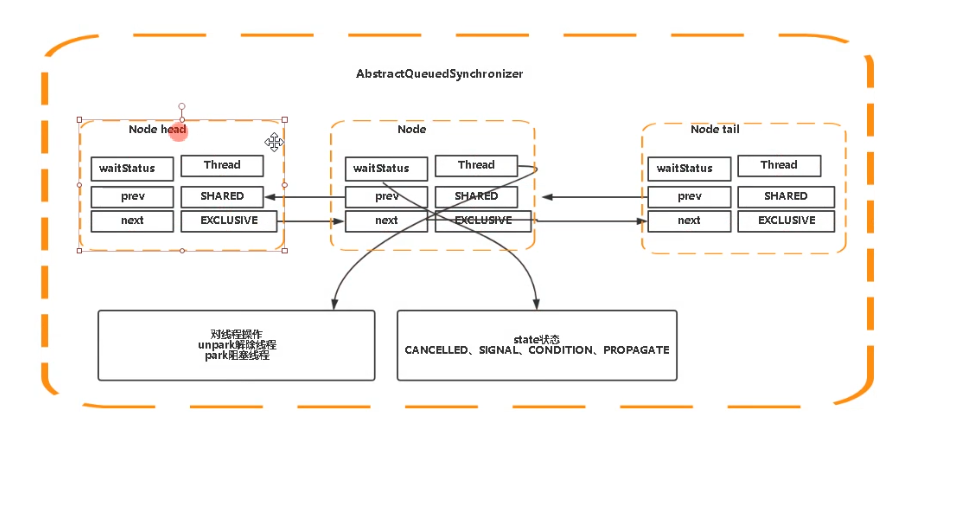 AbstractQueuedSynchronizer
Node head
Node
Node tail
waitStatus
Thread
waitStatus
Thread
waitStatus
Thread
prev
SHARED
prev
SHARED
prev
SHARED
next
EXCLUSIVE
next
EXCLUSIVE
next
EXCLUSIVE
对线程操作
unpark解除线程
park阻塞线程
state状态
CANCELLED、SIGNAL、CONDITION、PROPAGATE